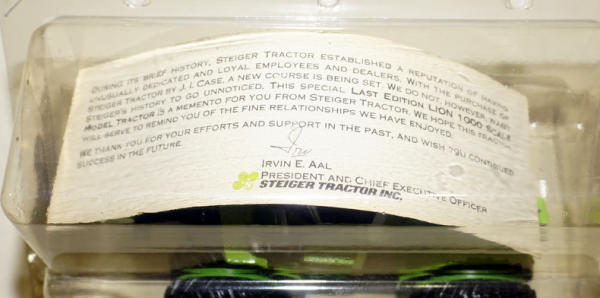 DURING ITS BRIEF HISTORY, STEIGER TRACTOR ESTABLISHED A REPUTATION OF HAVING
UNUSUALLY DEDICATED AND LOYAL EMPLOYEES AND DEALERS. WITH THE PURCHASE OF
STEIGER TRACTOR BY J. I. CASE, A NEW COURSE IS BEING SET. WE DO NOT, HOWEVER, WANT
STEIGER'S HISTORY TO GO UNNOTICED. THIS SPECIAL LAST EDITION LION 1000 SCALE
MODEL TRACTOR IS A MEMENTO FOR YOU FROM STEIGER TRACTOR. WE HOPE THIS TRACTOR
WILL SERVE TO REMIND YOU OF THE FINE RELATIONSHIPS WE HAVE ENJOYED.
WE THANK YOU FOR YOUR EFFORTS AND SUPPORT IN THE PAST, AND WISH YOU CONTINUED
SUCCESS IN THE FUTURE.
IRVIN E. AAL
PRESIDENT AND CHIEF EXECUTIVE OFFICER
STEIGER TRACTOR INC.